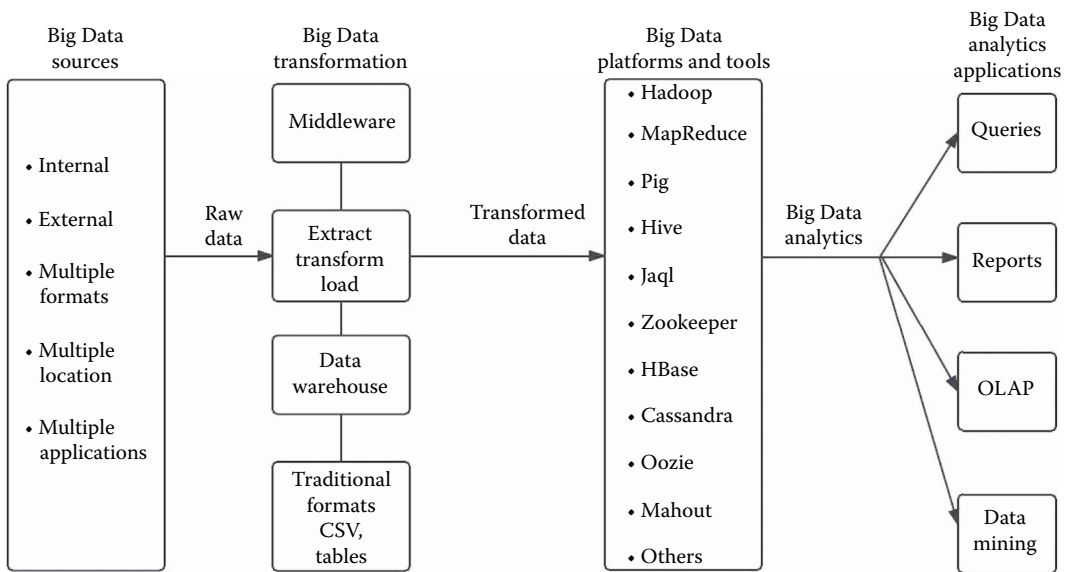 Big Data
sources
• Internal
• External
• Multiple
formats
• Multiple
location
• Multiple
applications
Raw
data
Big Data
transformation
Middleware
Extract
transform
load
Data
warehouse
Traditional
formats
CSV,
tables
Transformed
data
Big Data
platforms and tools
• Hadoop
• MapReduce
• Pig
• Hive
• Jaql
• Zookeeper
• HBase
• Cassandra
• Oozie
• Mahout
• Others
Big Data
analytics
Big Data
analytics
applications
Queries
Reports
OLAP
Data
mining